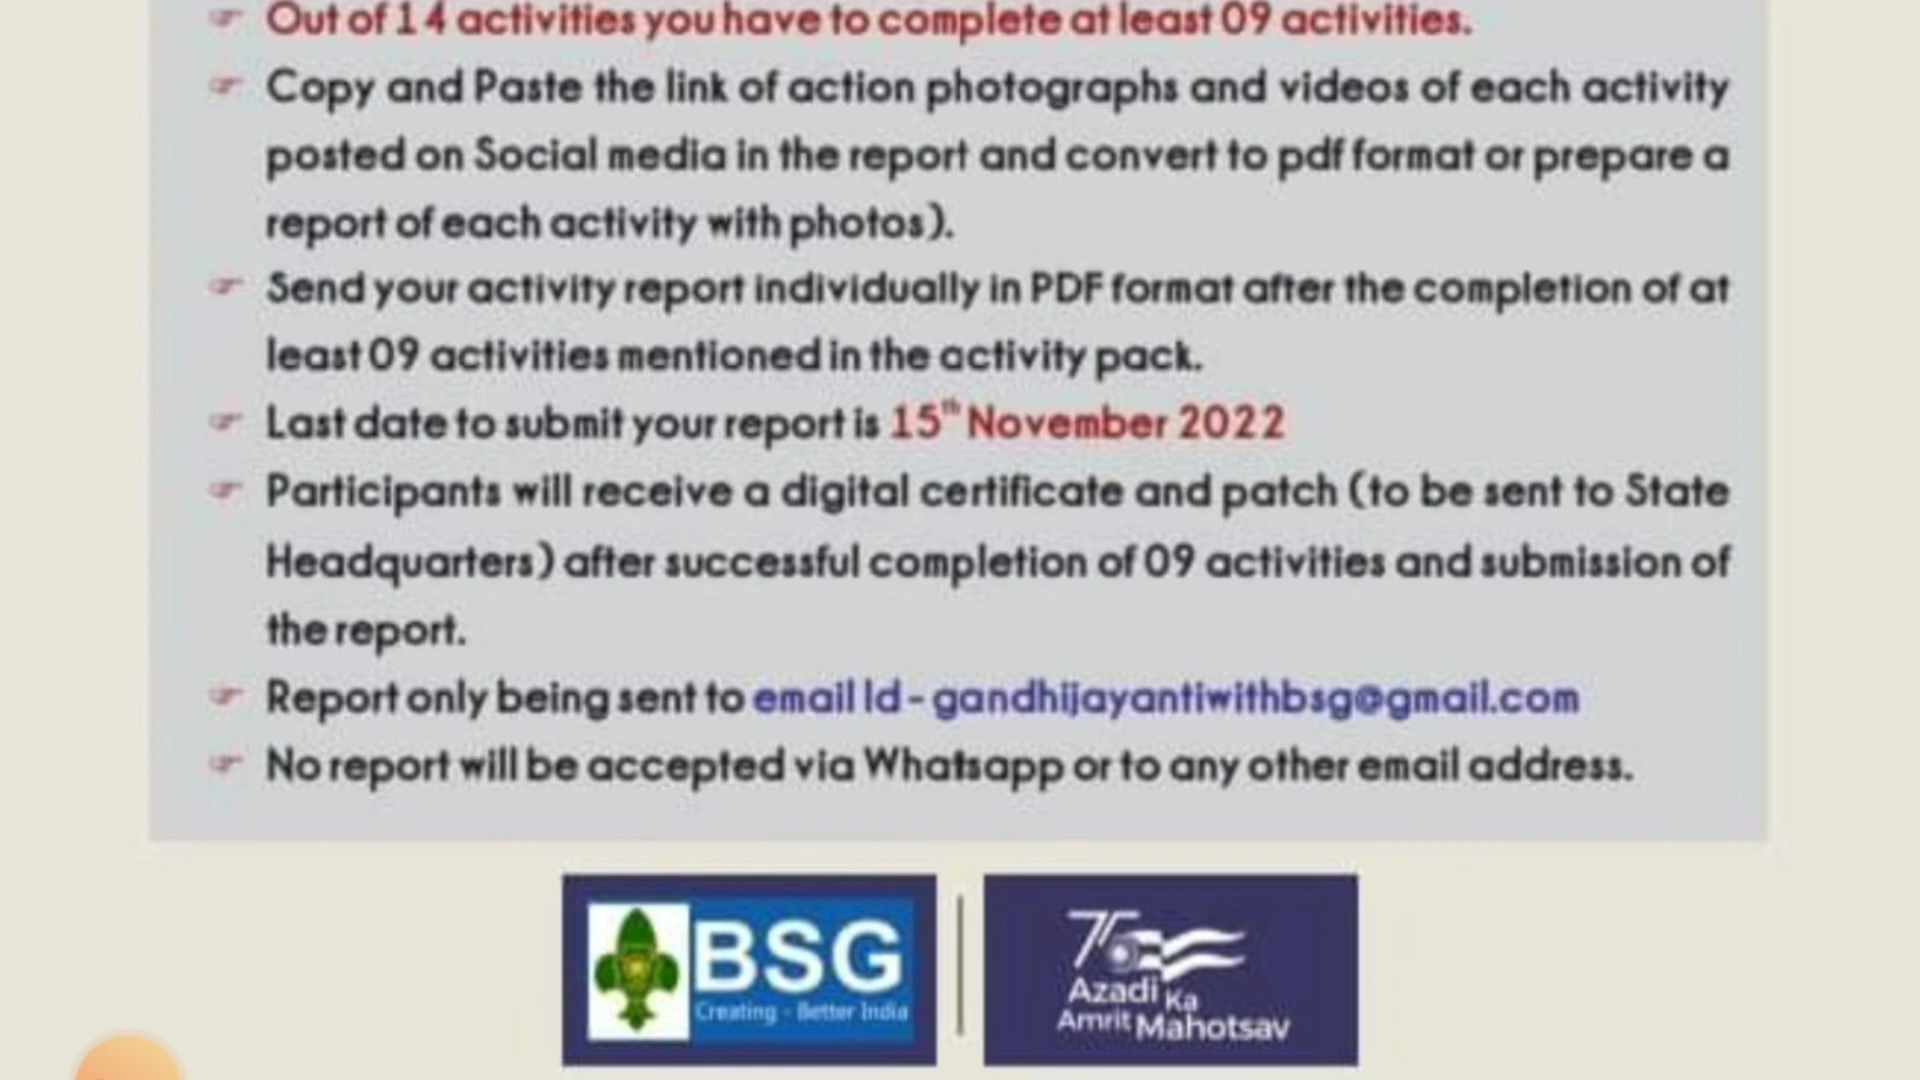 Out of 14 activities you have to complete at least 09 activities.
Copy and Paste the link of action photographs and videos of each activity
posted on Social media in the report and convert to pdf format or prepare a
report of each activity with photos).
Send your activity report individually in PDF format after the completion of at
least 09 activities mentioned in the activity pack.
Last date to submit your report is 15th November 2022
Participants will receive a digital certificate and patch (to be sent to State
Headquarters) after successful completion of 09 activities and submission of
the report.
Report only being sent to email Id - gandhijayantiwithbsg@gmail.com
No report will be accepted via Whatsapp or to any other email address.
BSG
Creating - Better India
75
Azadi Ka
Amrit Mahotsav